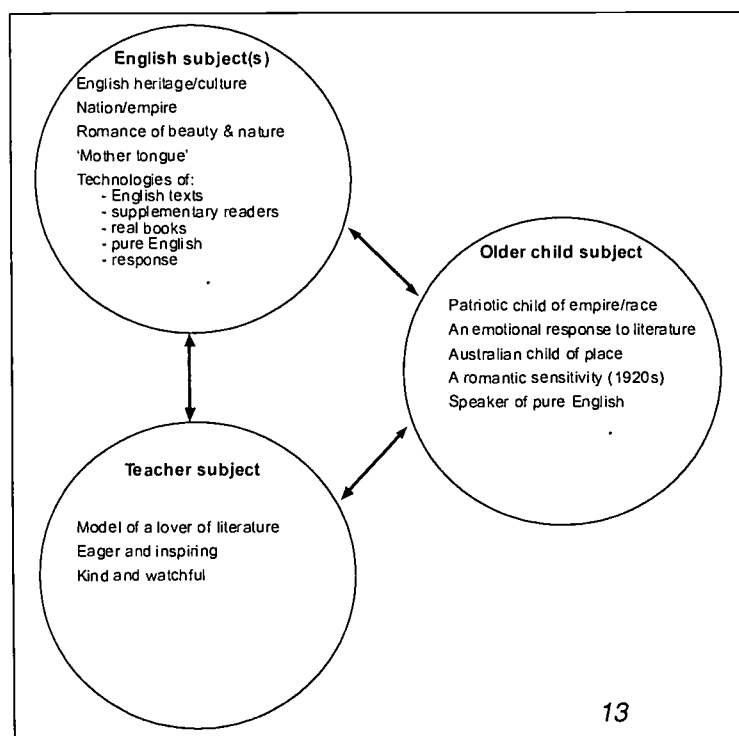 English subject(s)
English heritage/culture
Nation/empire
Romance of beauty & nature
'Mother tongue'
Technologies of:
- English texts
- supplementary readers
- real books
- pure English
- response
Older child subject
Patriotic child of empire/race
An emotional response to literature
Australian child of place
A romantic sensitivity (1920s)
Speaker of pure English
Teacher subject
Model of a lover of literature
Eager and inspiring
Kind and watchful
13